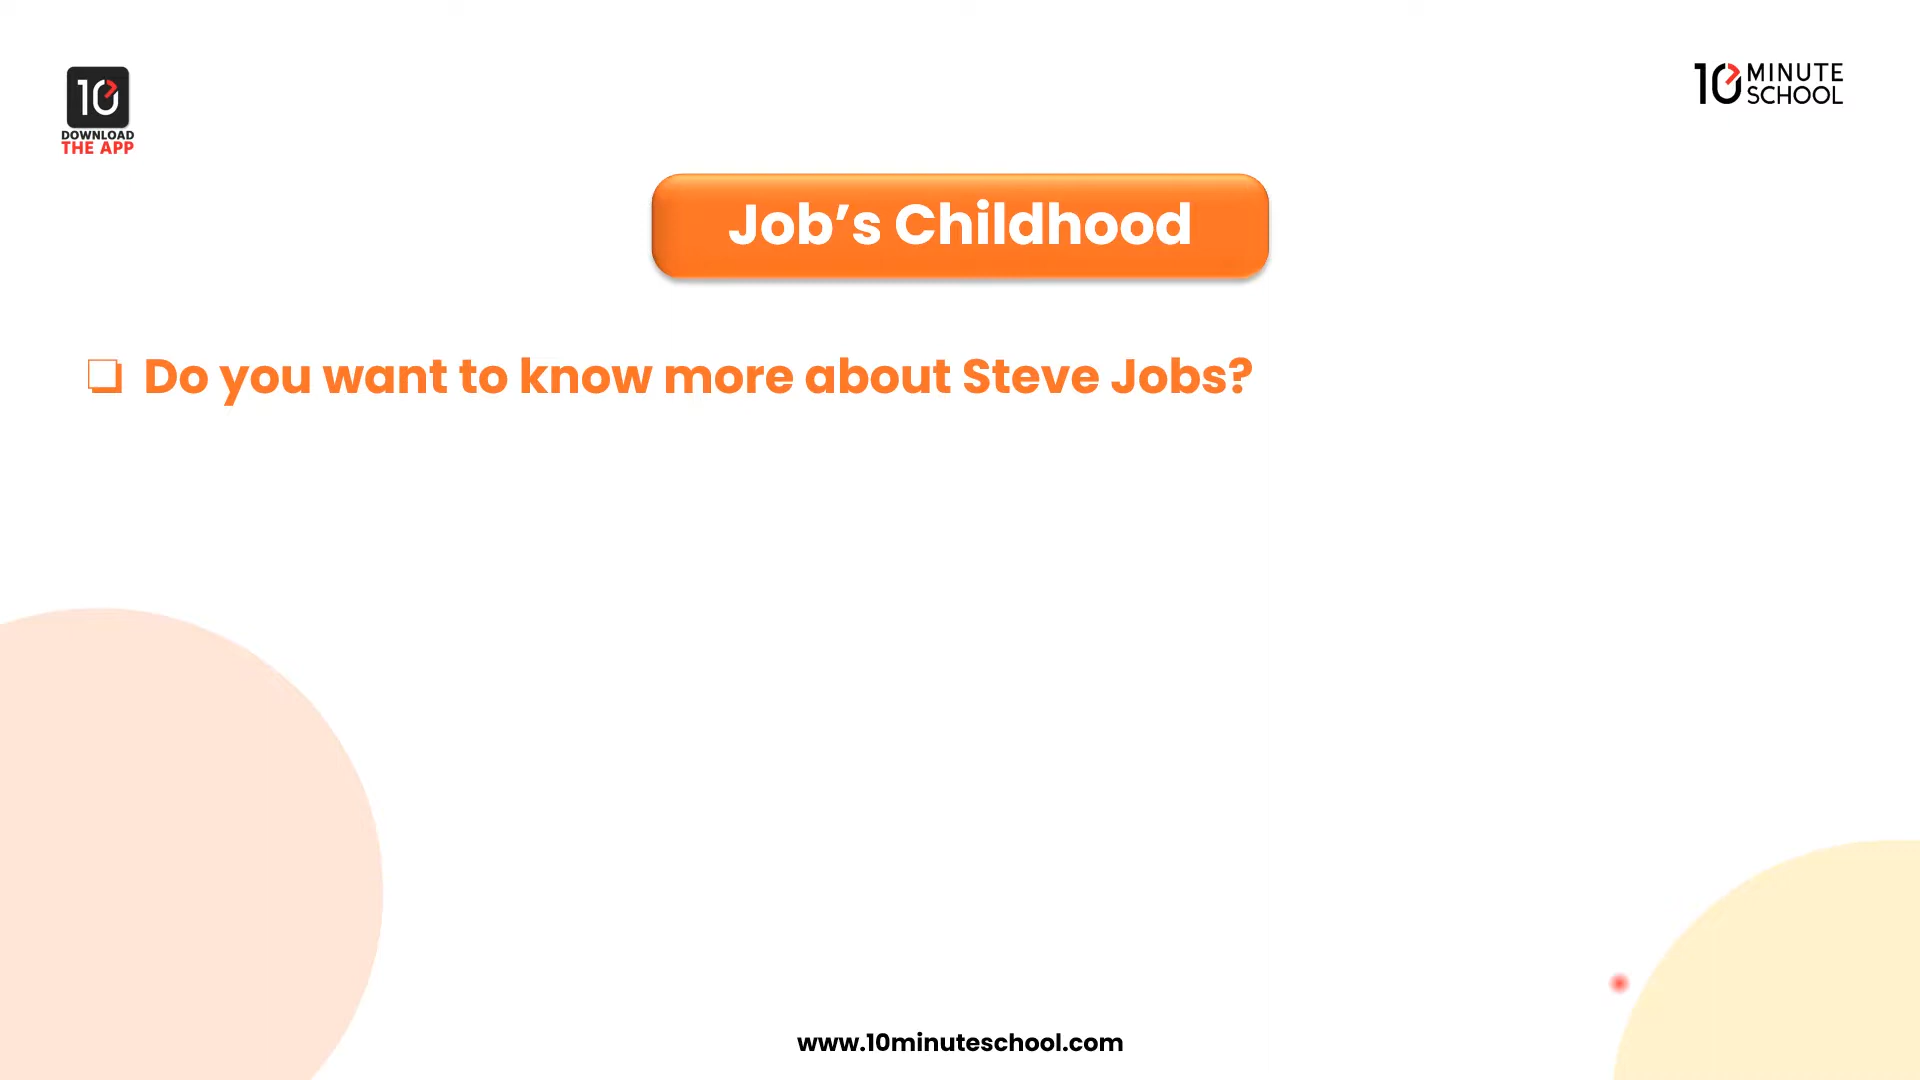 10
DOWNLOAD
THE APP
10 MINUTE
SCHOOL
Job’s Childhood
❏ Do you want to know more about Steve Jobs?
www.10minuteschool.com